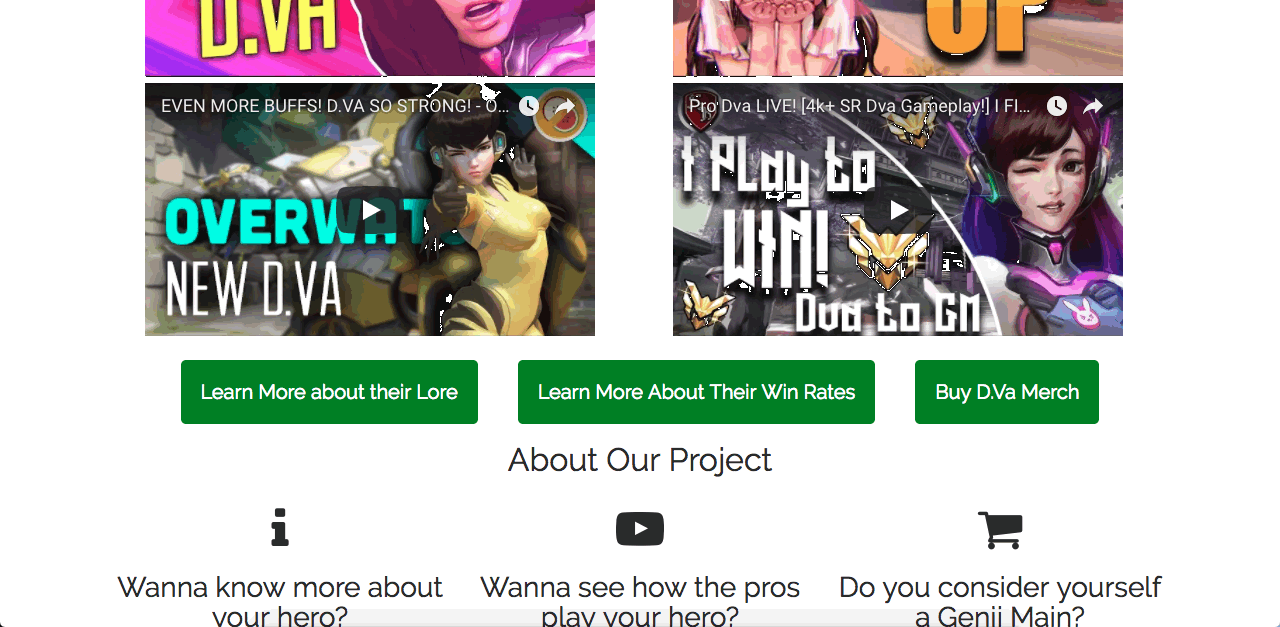 D.VA
UP
EVEN MORE BUFFS! D.VA SO STRONG! - O...
OVERWATC
NEW D.VA
Pro Dva LIVE! [4k+ SR Dva Gameplay!] I FI...
I Play to
WIN!
Dva to GM
Learn More about their Lore
Learn More About Their Win Rates
Buy D.Va Merch
About Our Project
Wanna know more about
your hero?
Wanna see how the pros
play your hero?
Do you consider yourself
a Genji Main?